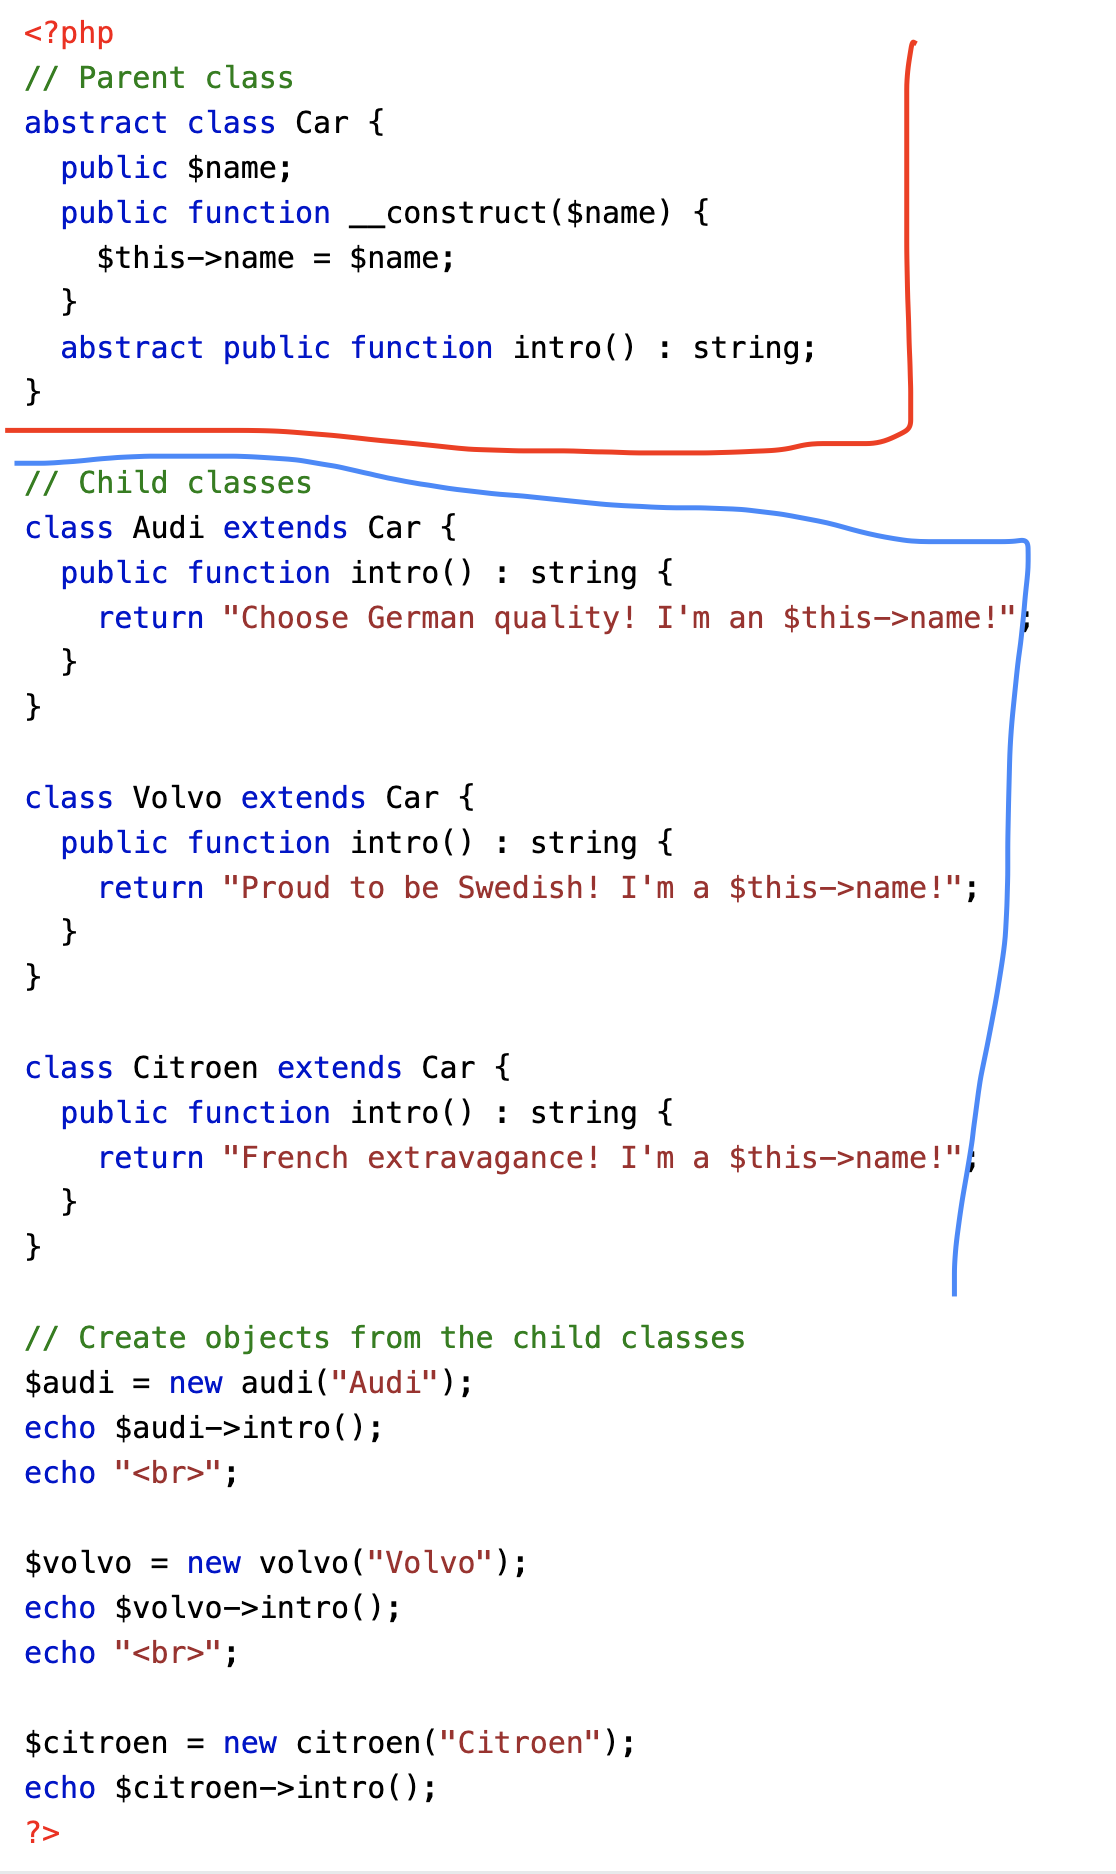 <?php
// Parent class
abstract class Car {
  public $name;
  public function __construct($name) {
    $this->name = $name;
  }
  abstract public function intro() : string;
}

// Child classes
class Audi extends Car {
  public function intro() : string {
    return "Choose German quality! I'm an $this->name!";
  }
}

class Volvo extends Car {
  public function intro() : string {
    return "Proud to be Swedish! I'm a $this->name!";
  }
}

class Citroen extends Car {
  public function intro() : string {
    return "French extravagance! I'm a $this->name!";
  }
}

// Create objects from the child classes
$audi = new audi("Audi");
echo $audi->intro();
echo "<br>";

$volvo = new volvo("Volvo");
echo $volvo->intro();
echo "<br>";

$citroen = new citroen("Citroen");
echo $citroen->intro();
?>